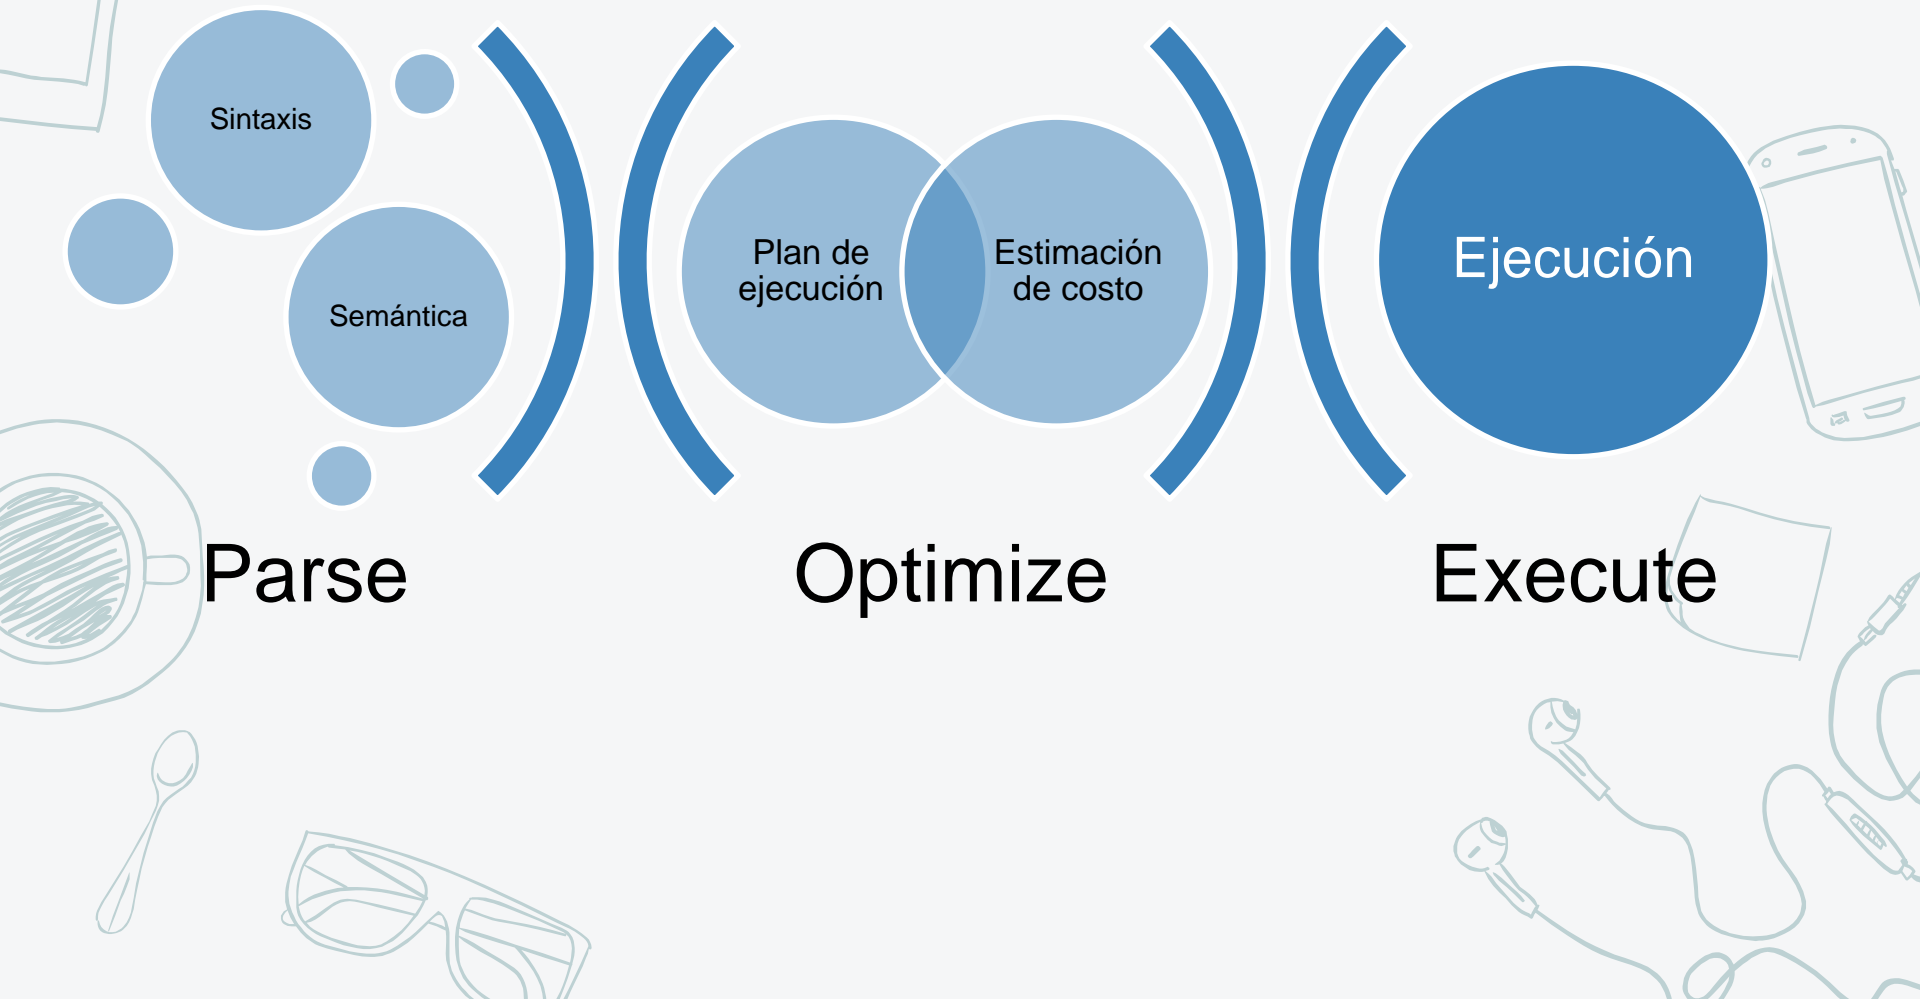 Sintaxis
Semántica
Parse
Plan de
ejecución
Estimación
de costo
Optimize
Ejecución
Execute